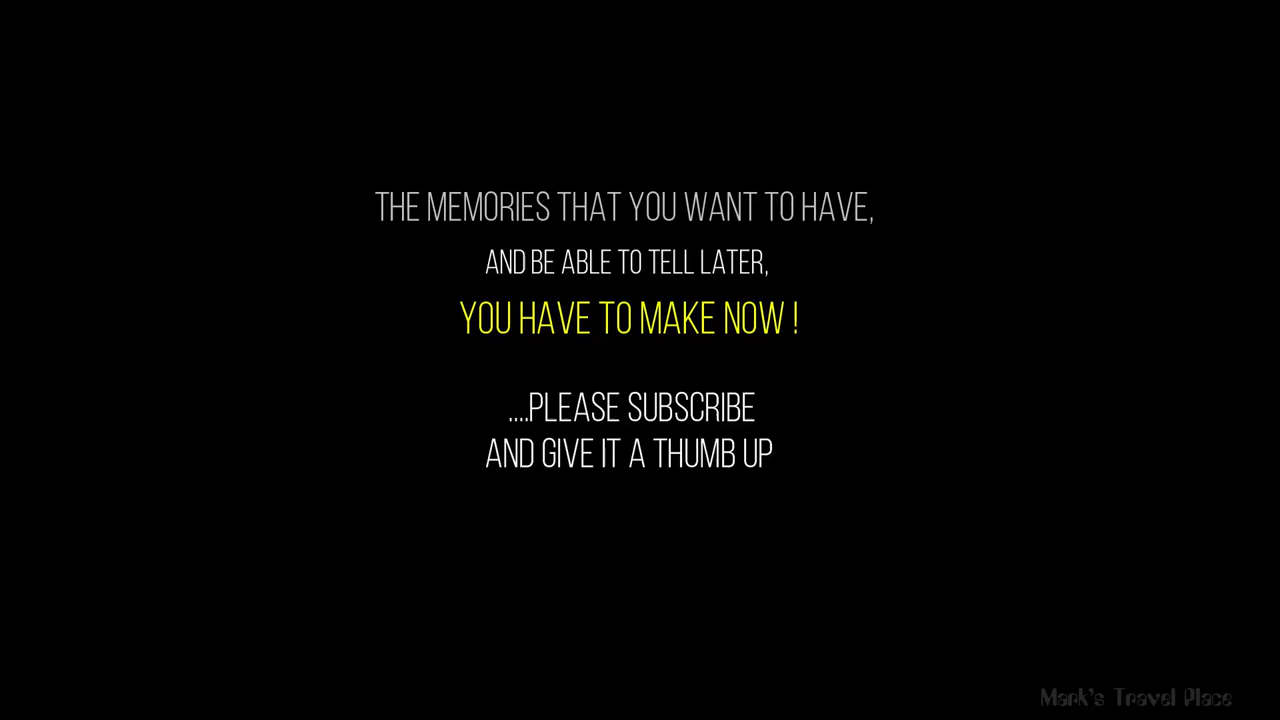 THE MEMORIES THAT YOU WANT TO HAVE,
AND BE ABLE TO TELL LATER,
YOU HAVE TO MAKE NOW !
....PLEASE SUBSCRIBE
AND GIVE IT A THUMB UP
Mark's Travel Place